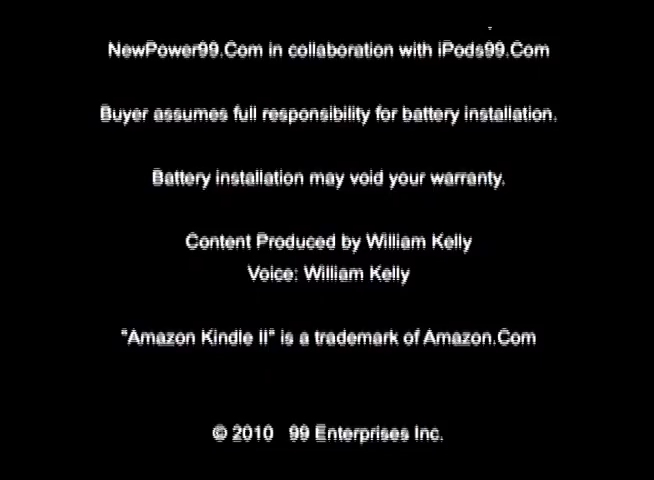 NewPower99.Com in collaboration with iPods99.Com
Buyer assumes full responsibility for battery installation.
Battery installation may void your warranty.
Content Produced by William Kelly
Voice: William Kelly
"Amazon Kindle II" is a trademark of Amazon.Com
© 2010 99 Enterprises Inc.